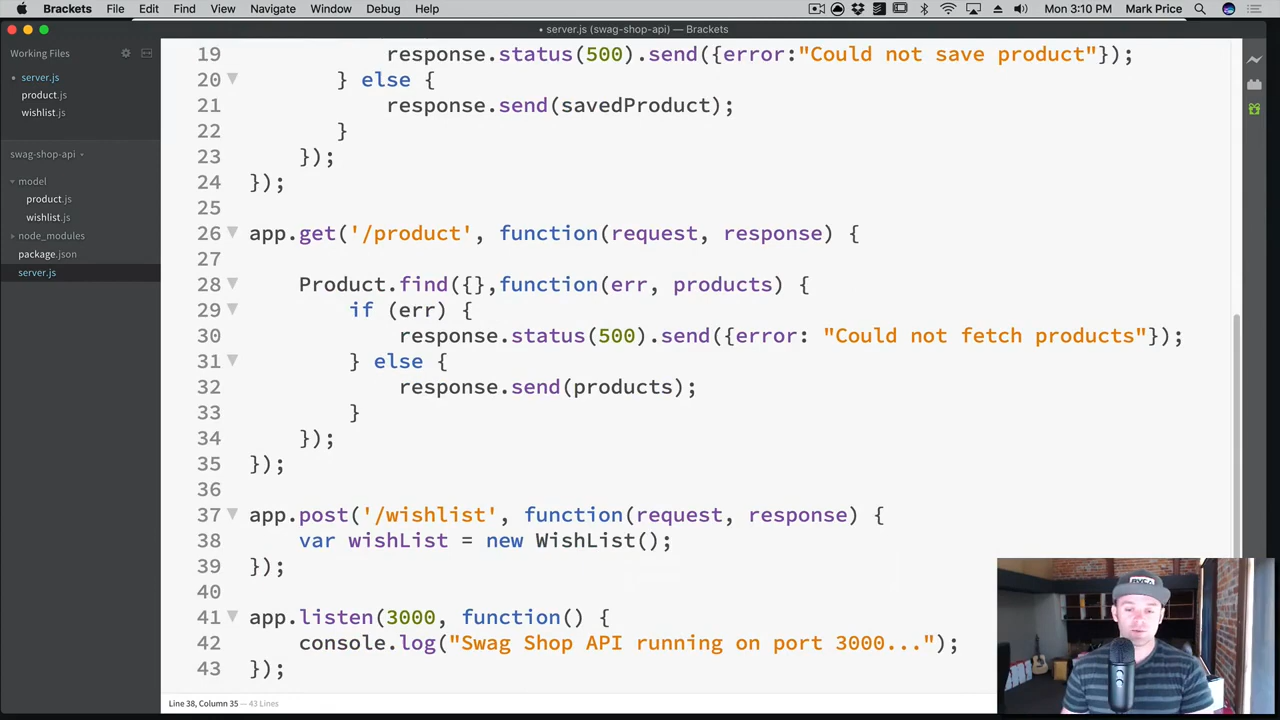 Brackets File Edit Find View Navigate Window Debug Help Mon 3:10 PM Mark Price
• server.js (swag-shop-api) — Brackets
Working Files
server.js
product.js
wishlist.js
swag-shop-api
model
product.js
wishlist.js
node_modules
package.json
server.js
19 response.status(500).send({error:"Could not save product"});
20 } else {
21 response.send(savedProduct);
22 }
23 });
24 });
25
26 app.get('/product', function(request, response) {
27
28 Product.find({},function(err, products) {
29 if (err) {
30 response.status(500).send({error: "Could not fetch products"});
31 } else {
32 response.send(products);
33 }
34 });
35 });
36
37 app.post('/wishlist', function(request, response) {
38 var wishList = new WishList();
39 });
40
41 app.listen(3000, function() {
42 console.log("Swag Shop API running on port 3000...");
43 });
Line 38, Column 35 — 43 Lines